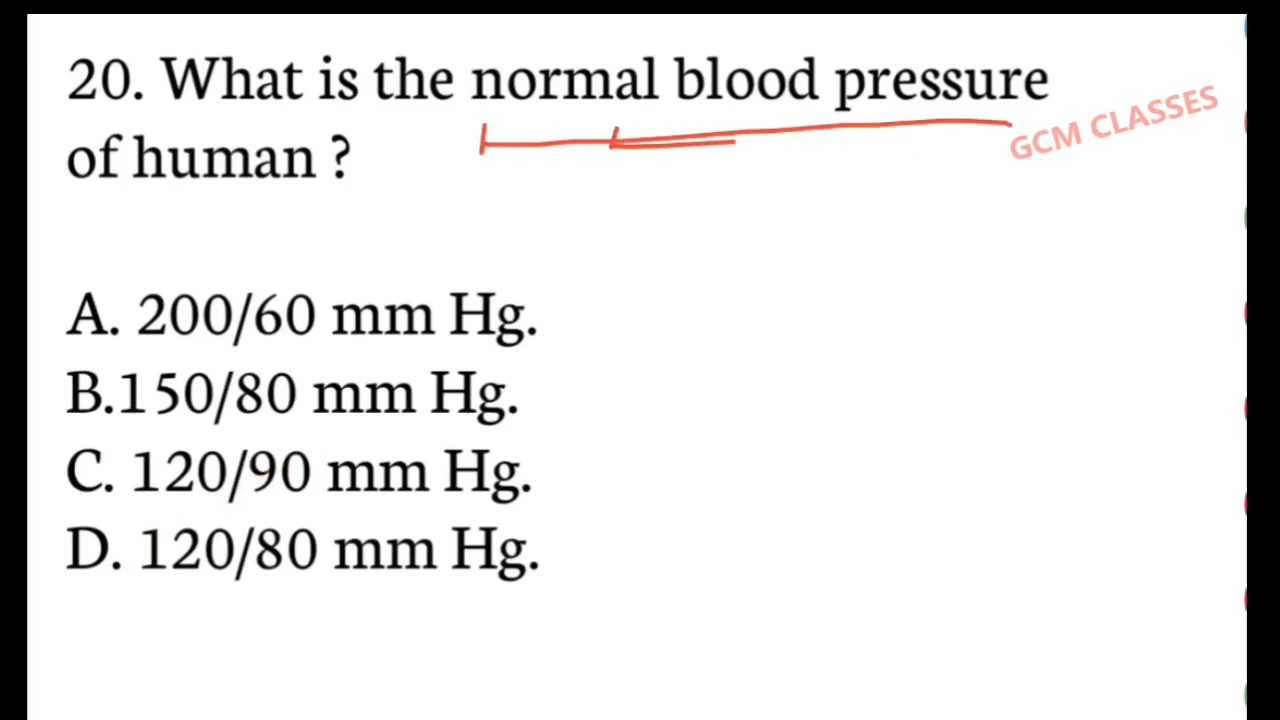 20. What is the normal blood pressure
of human ?
GCM CLASSES
A. 200/60 mm Hg.
B.150/80 mm Hg.
C. 120/90 mm Hg.
D. 120/80 mm Hg.